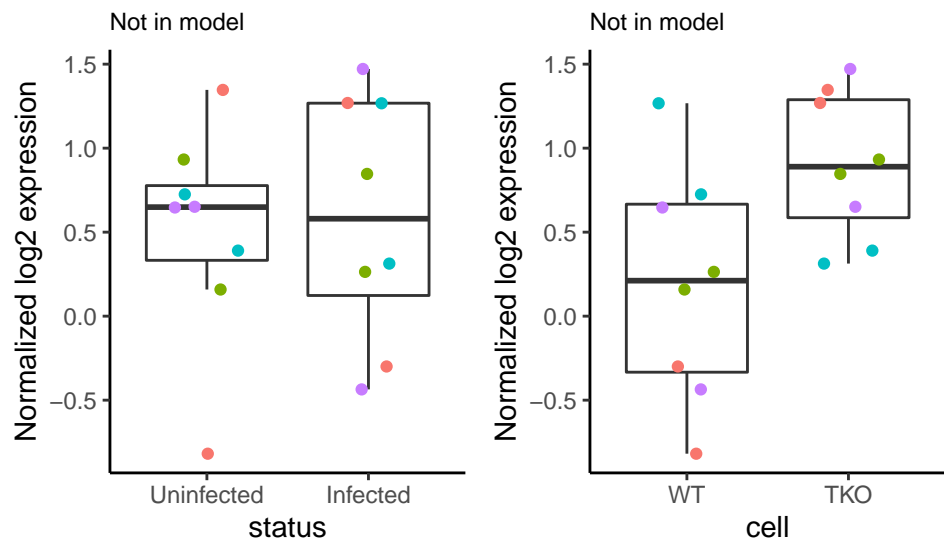 Not in model
Normalized log2 expression
1.5
1.0
0.5
0.0
−0.5
Uninfected
Infected
status
Not in model
Normalized log2 expression
1.5
1.0
0.5
0.0
−0.5
WT
TKO
cell